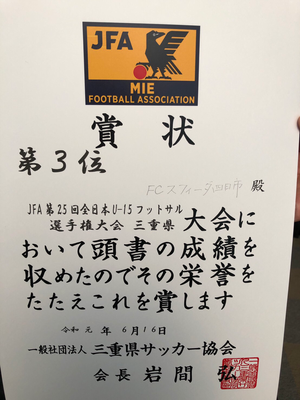 JFA
MIE
FOOTBALL ASSOCIATION
賞状
第3位
FCスフィーダ四日市 殿
JFA第25回全日本U-15フットサル
選手権大会 三重県 大会に
おいて頭書の成績を
収めたのでその栄誉を
たたえこれを賞します
令和 元 年 6月16日
一般社団法人 三重県サッカー協会
会長 岩間 弘